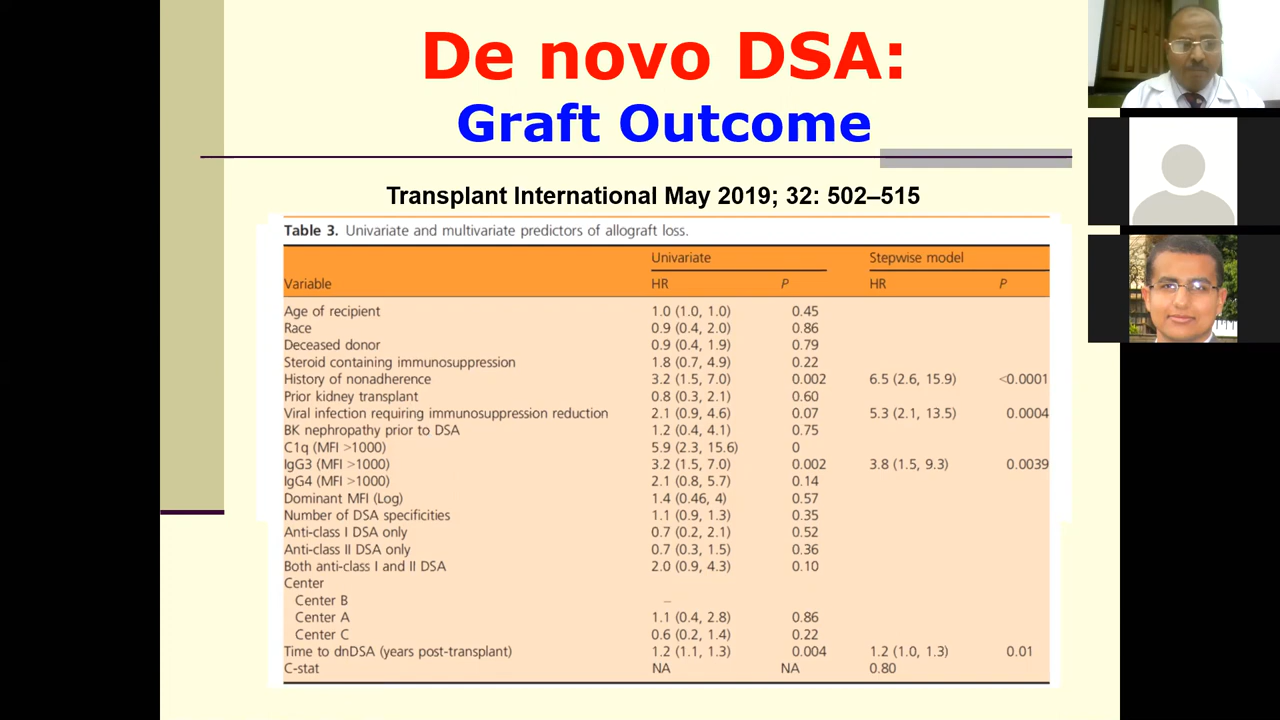 De novo DSA:
Graft Outcome
Transplant International May 2019; 32: 502–515
Table 3. Univariate and multivariate predictors of allograft loss.
Univariate Stepwise model
Variable HR P HR P
Age of recipient 1.0 (1.0, 1.0) 0.45
Race 0.9 (0.4, 2.0) 0.86
Deceased donor 0.9 (0.4, 1.9) 0.79
Steroid containing immunosuppression 1.8 (0.7, 4.9) 0.22
History of nonadherence 3.2 (1.5, 7.0) 0.002 6.5 (2.6, 15.9) <0.0001
Prior kidney transplant 0.8 (0.3, 2.1) 0.60
Viral infection requiring immunosuppression reduction 2.1 (0.9, 4.6) 0.07 5.3 (2.1, 13.5) 0.0004
BK nephropathy prior to DSA 1.2 (0.4, 4.1) 0.75
C1q (MFI >1000) 5.9 (2.3, 15.6) 0
IgG3 (MFI >1000) 3.2 (1.5, 7.0) 0.002 3.8 (1.5, 9.3) 0.0039
IgG4 (MFI >1000) 2.1 (0.8, 5.7) 0.14
Dominant MFI (Log) 1.4 (0.46, 4) 0.57
Number of DSA specificities 1.1 (0.9, 1.3) 0.35
Anti-class I DSA only 0.7 (0.2, 2.1) 0.52
Anti-class II DSA only 0.7 (0.3, 1.5) 0.36
Both anti-class I and II DSA 2.0 (0.9, 4.3) 0.10
Center
Center B –
Center A 1.1 (0.4, 2.8) 0.86
Center C 0.6 (0.2, 1.4) 0.22
Time to dnDSA (years post-transplant) 1.2 (1.1, 1.3) 0.004 1.2 (1.0, 1.3) 0.01
C-stat NA NA 0.80